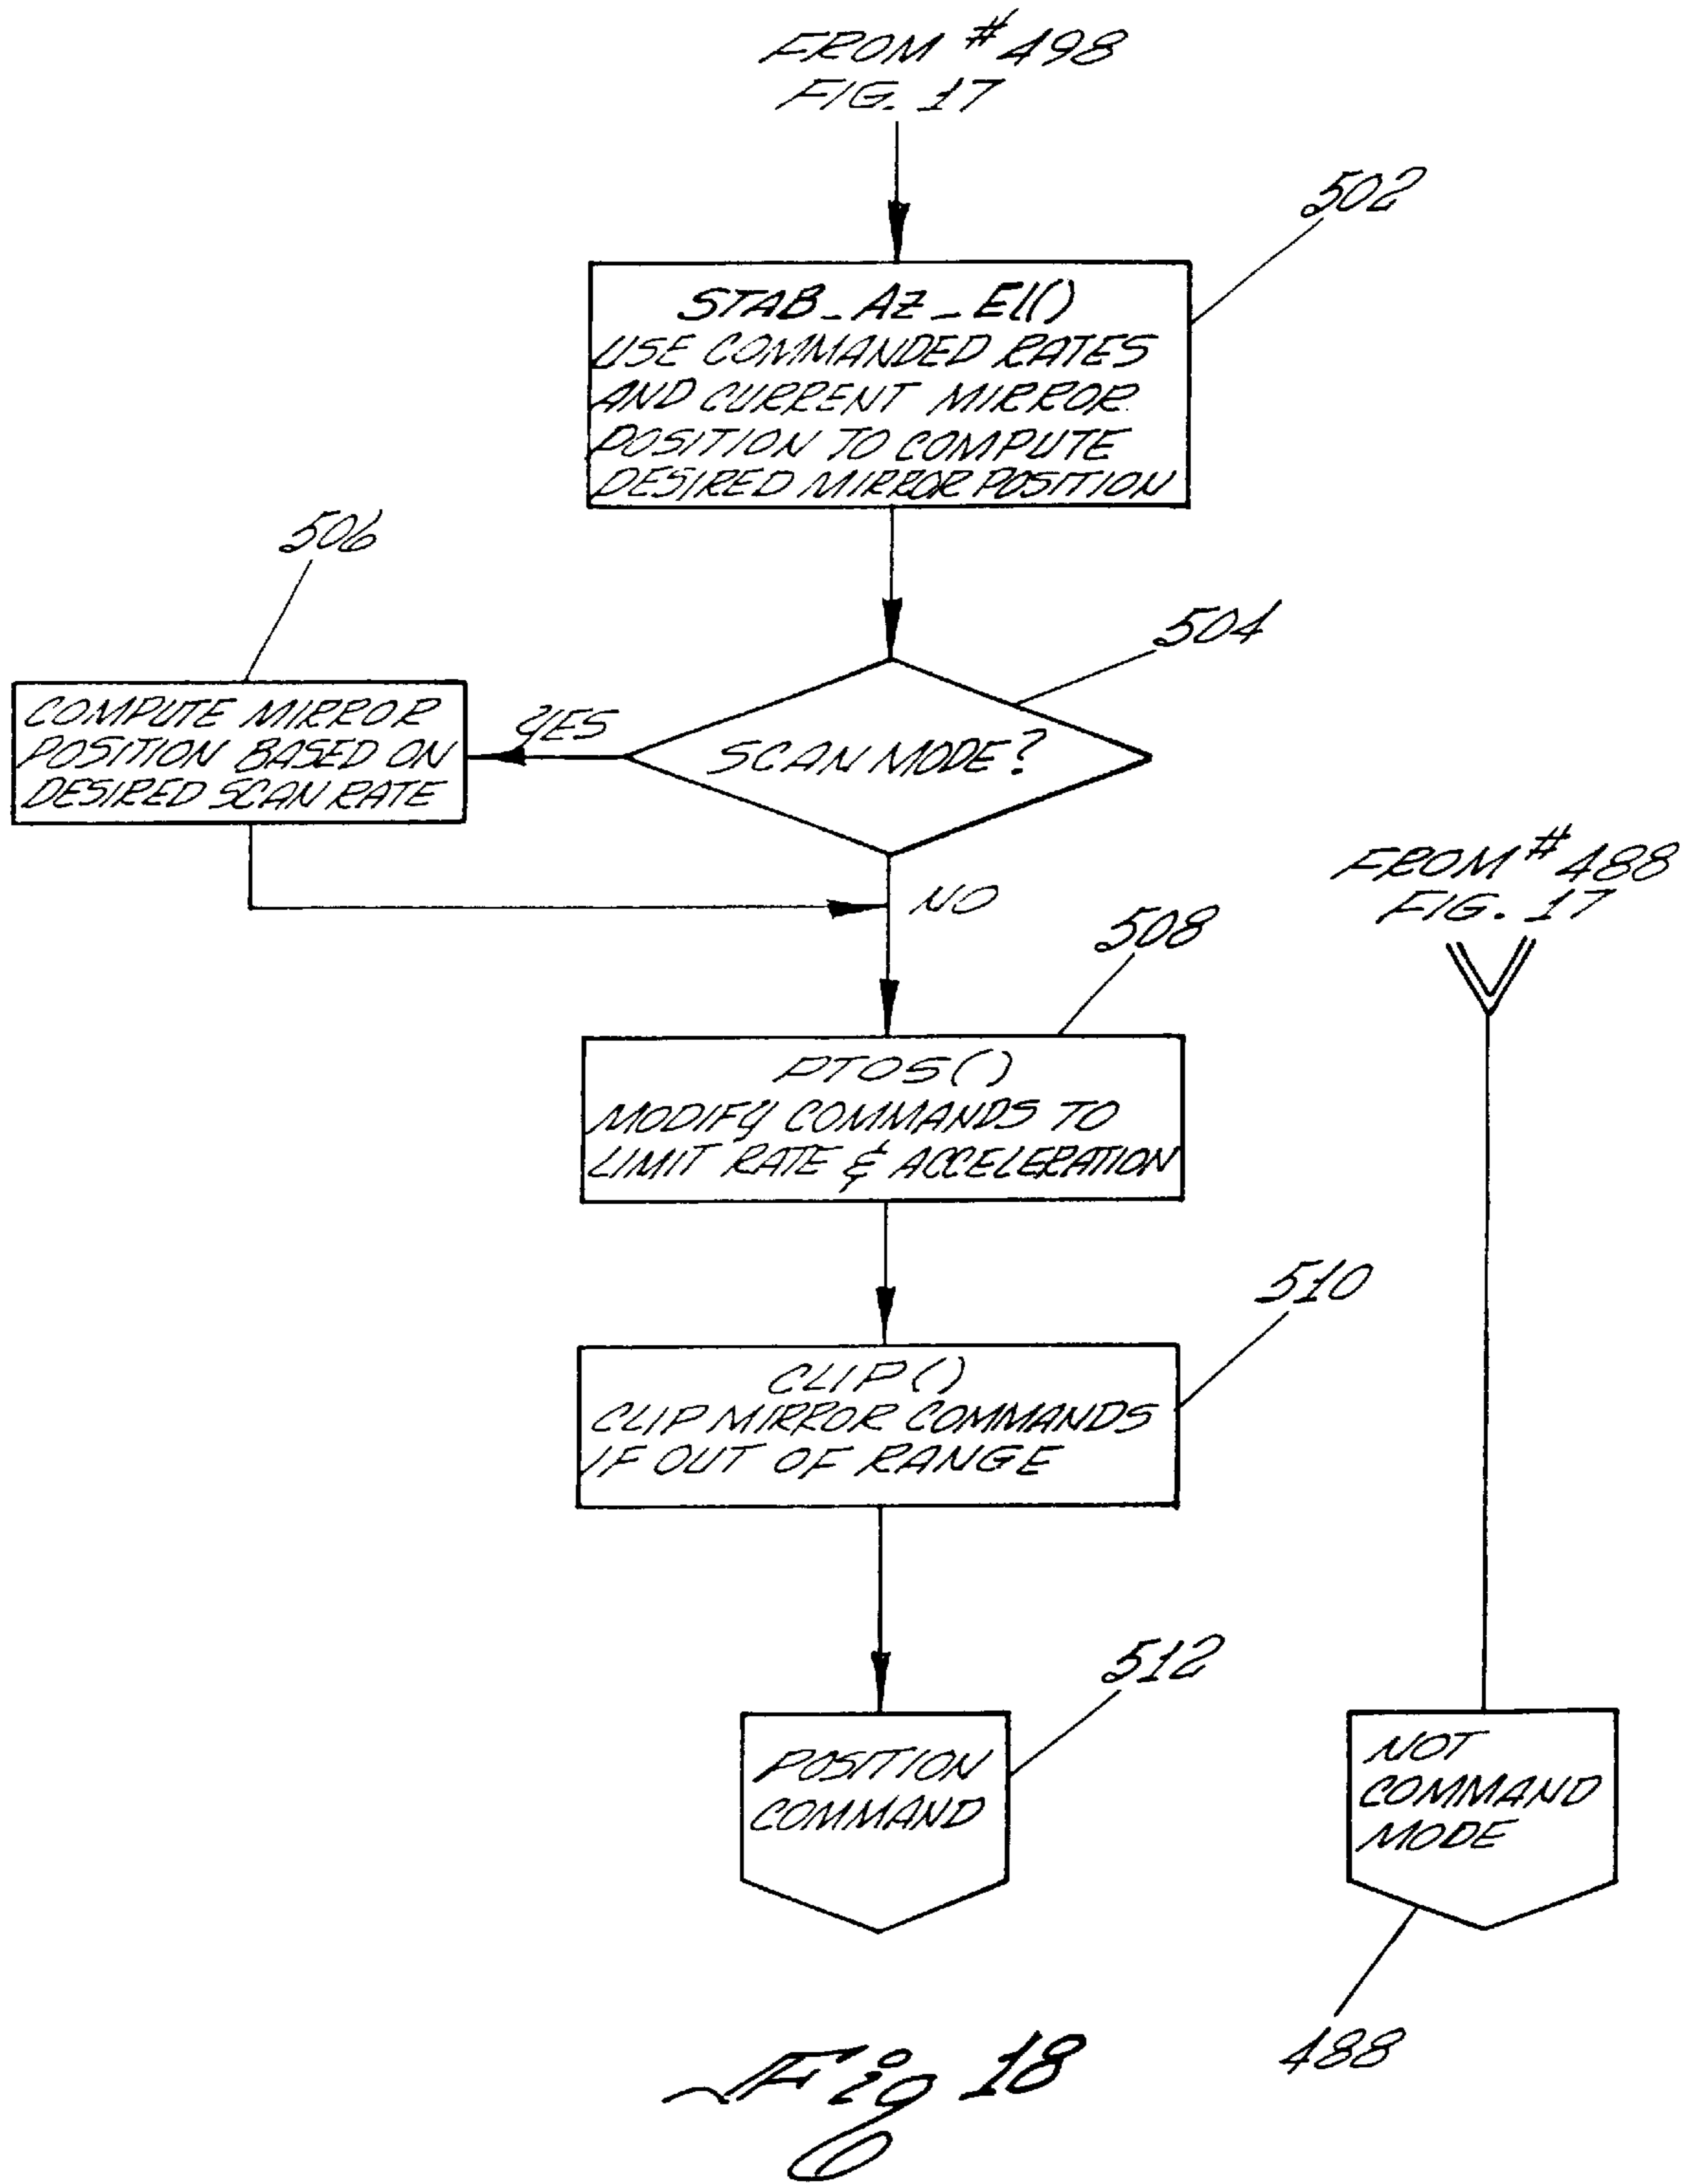 FROM #498
FIG. 17
502
STAB_AZ_El()
USE COMMANDED RATES
AND CURRENT MIRROR
POSITION TO COMPUTE
DESIRED MIRROR POSITION
506
504
COMPUTE MIRROR
POSITION BASED ON
DESIRED SCAN RATE
YES
SCAN MODE?
NO
FROM #488
FIG. 17
508
PTOS()
MODIFY COMMANDS TO
LIMIT RATE & ACCELERATION
510
CLIP()
CLIP MIRROR COMMANDS
IF OUT OF RANGE
512
POSITION
COMMAND
NOT
COMMAND
MODE
488
Fig 18